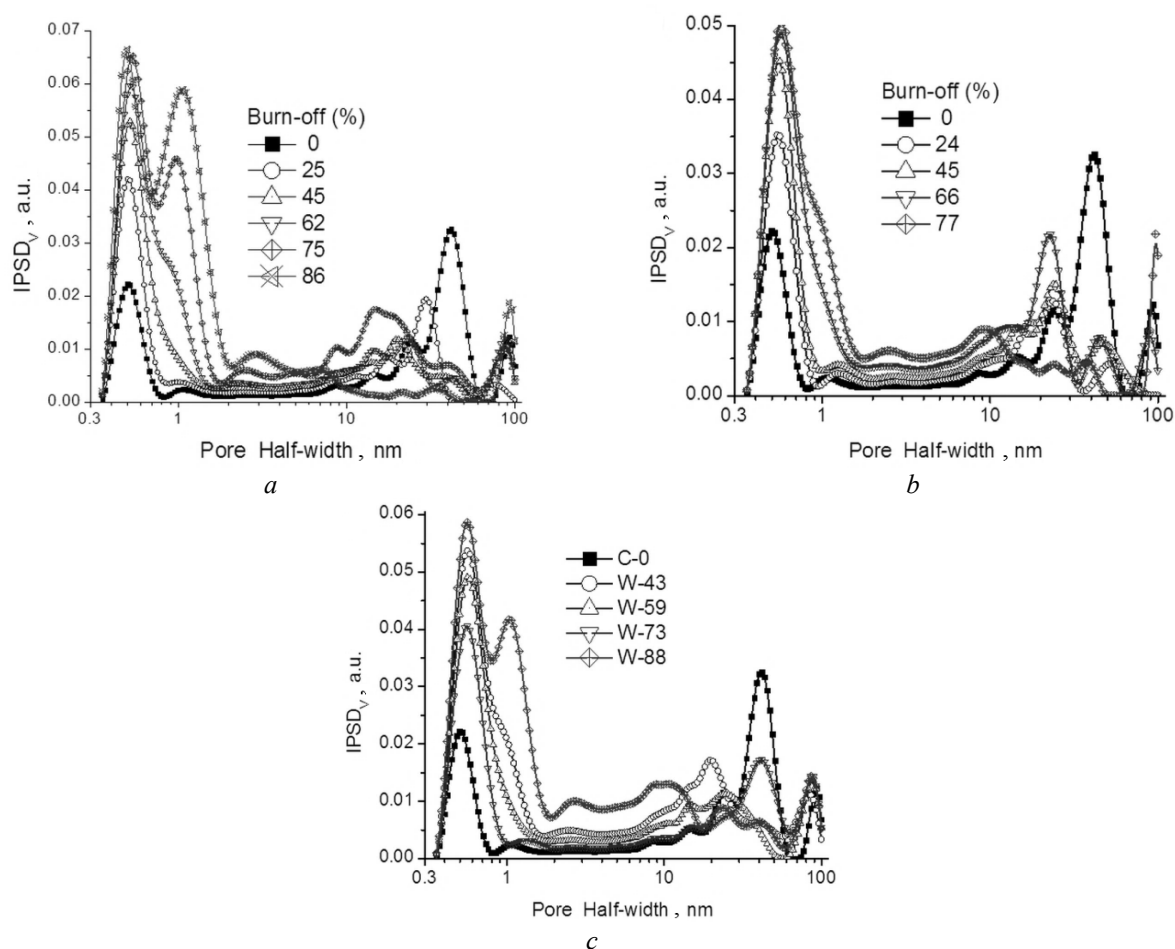 0.07
0.06
0.05
0.04
0.03
0.02
0.01
0.00
IPSD_V , a.u.
Burn-off (%)
0
25
45
62
75
86
0.3
1
10
100
Pore Half-width , nm
a
0.05
0.04
0.03
0.02
0.01
0.00
IPSD_V , a.u.
Burn-off (%)
0
24
45
66
77
0.3
1
10
100
Pore Half-width , nm
b
0.06
0.05
0.04
0.03
0.02
0.01
0.00
IPSD_V , a.u.
C-0
W-43
W-59
W-73
W-88
0.3
1
10
100
Pore Half-width , nm
c